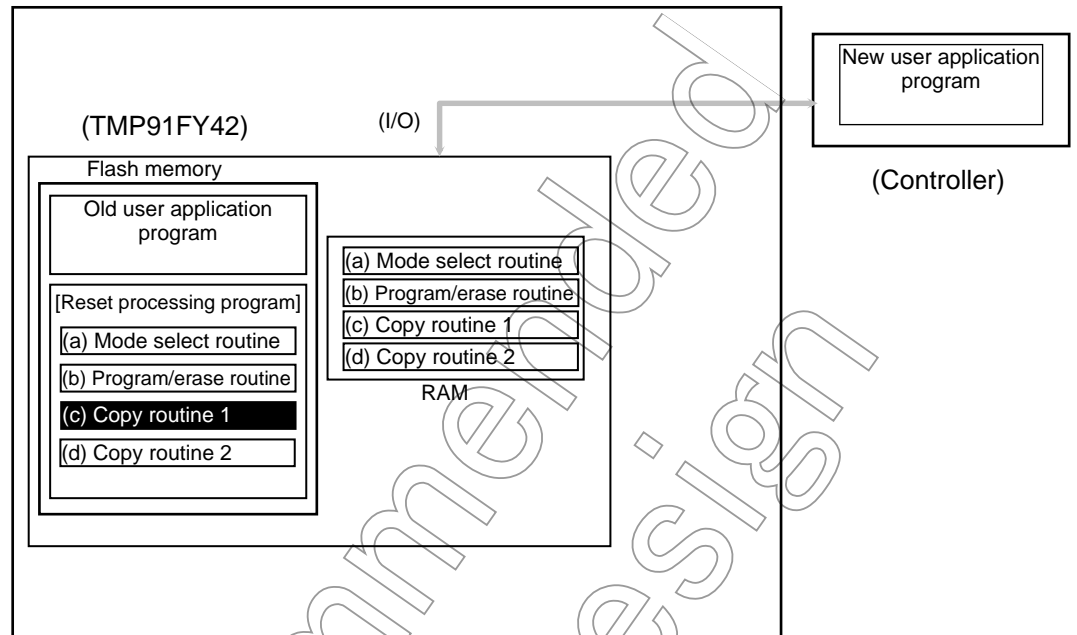 New user application
program
(Controller)
(TMP91FY42)
(I/O)
Flash memory
Old user application
program
[Reset processing program]
(a) Mode select routine
(b) Program/erase routine
(c) Copy routine 1
(d) Copy routine 2
(a) Mode select routine
(b) Program/erase routine
(c) Copy routine 1
(d) Copy routine 2
RAM
mmended
esign